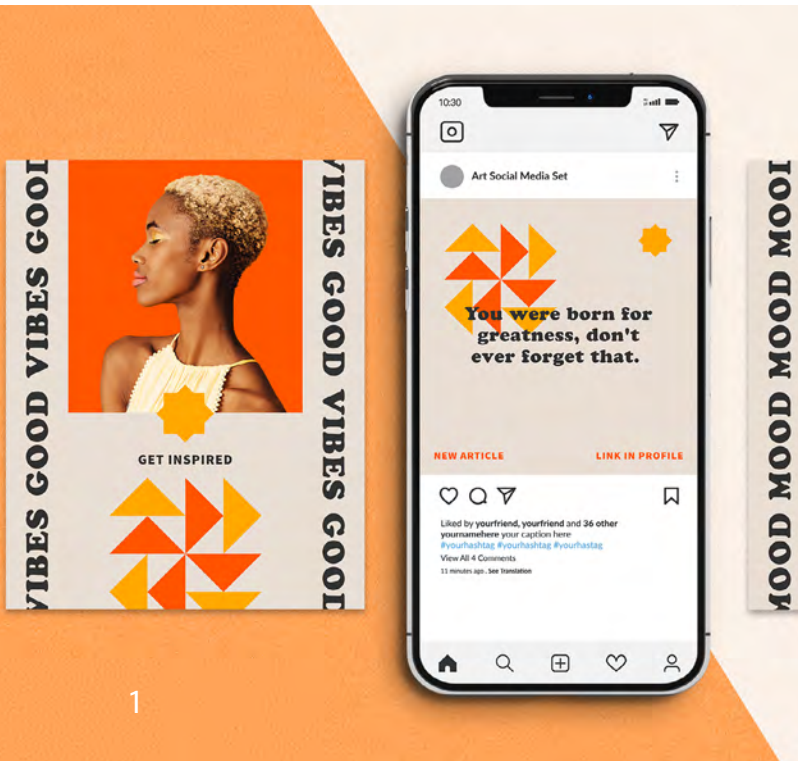 VIBES GOOD VIBES GOOD
GET INSPIRED
VIBES GOOD VIBES GOOD
10:30
Art Social Media Set
You were born for
greatness, don't
ever forget that.
NEW ARTICLE
LINK IN PROFILE
Liked by yourfriend, yourfriend and 36 other
yournamehere your caption here
#yourhashtag #yourhashtag #yourhastag
View All 4 Comments
11 minutes ago . See Translation
MOOD MOOD MOOD MOOD
1